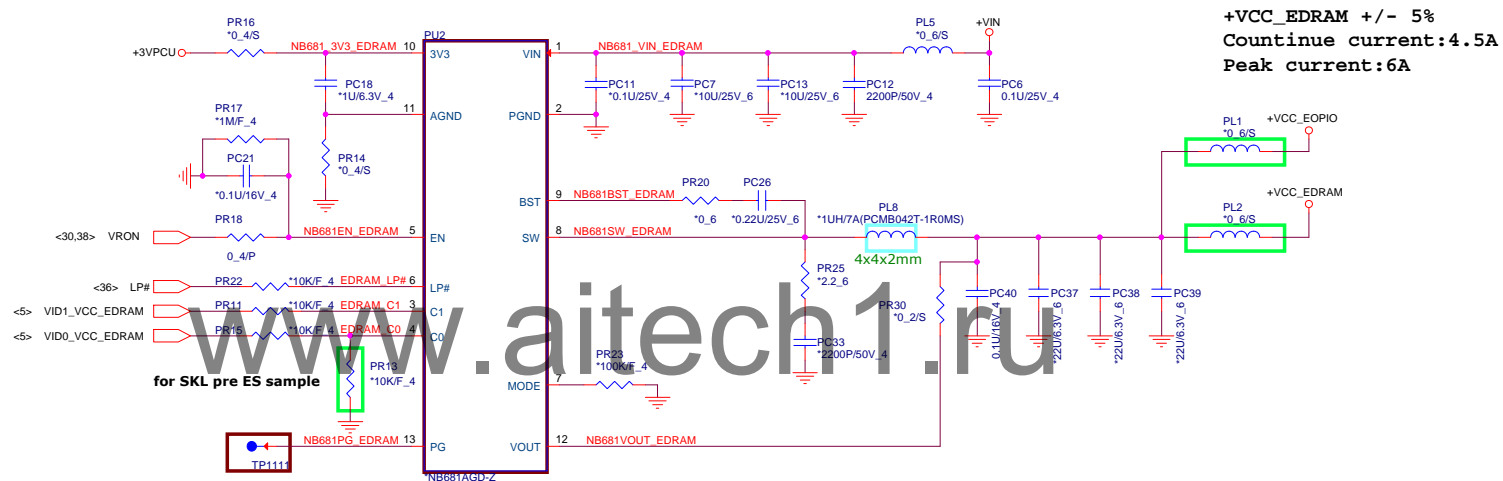 +VCC_EDRAM +/- 5%
Countinue current:4.5A
Peak current:6A
PR16
*0_4/S
+3VPCU
NB681_3V3_EDRAM 10
PC18
*1U/6.3V_4
11
PR17
*1M/F_4
PC21
*0.1U/16V_4
PR14
*0_4/S
PR18
0_4/P
<30,38> VRON
NB681EN_EDRAM 5
<36> LP#
PR22 *10K/F_4 EDRAM_LP# 6
<5> VID1_VCC_EDRAM
PR11 *10K/F_4 EDRAM_C1 3
<5> VID0_VCC_EDRAM
PR15 *10K/F_4 EDRAM_C0 4
for SKL pre ES sample
PR13
*10K/F_4
NB681PG_EDRAM 13
TP1111
PU2
3V3
AGND
EN
LP#
C1
C0
PG
VIN
PGND
BST
SW
MODE
VOUT
*NB681AGD-Z
1 NB681_VIN_EDRAM
PL5
*0_6/S
+VIN
PC11
*0.1U/25V_4
PC7
*10U/25V_6
PC13
*10U/25V_6
PC12
2200P/50V_4
PC6
0.1U/25V_4
2
9 NB681BST_EDRAM
PR20
*0_6
PC26
*0.22U/25V_6
8 NB681SW_EDRAM
PL8
*1UH/7A(PCMB042T-1R0MS)
4x4x2mm
PR25
*2.2_6
PC33
*2200P/50V_4
PR30
*0_2/S
PC40
0.1U/16V_4
PC37
*22U/6.3V_6
PC38
*22U/6.3V_6
PC39
*22U/6.3V_6
PL1
*0_6/S
+VCC_EOPIO
PL2
*0_6/S
+VCC_EDRAM
7
PR23
*100K/F_4
12 NB681VOUT_EDRAM
www.aitech1.ru